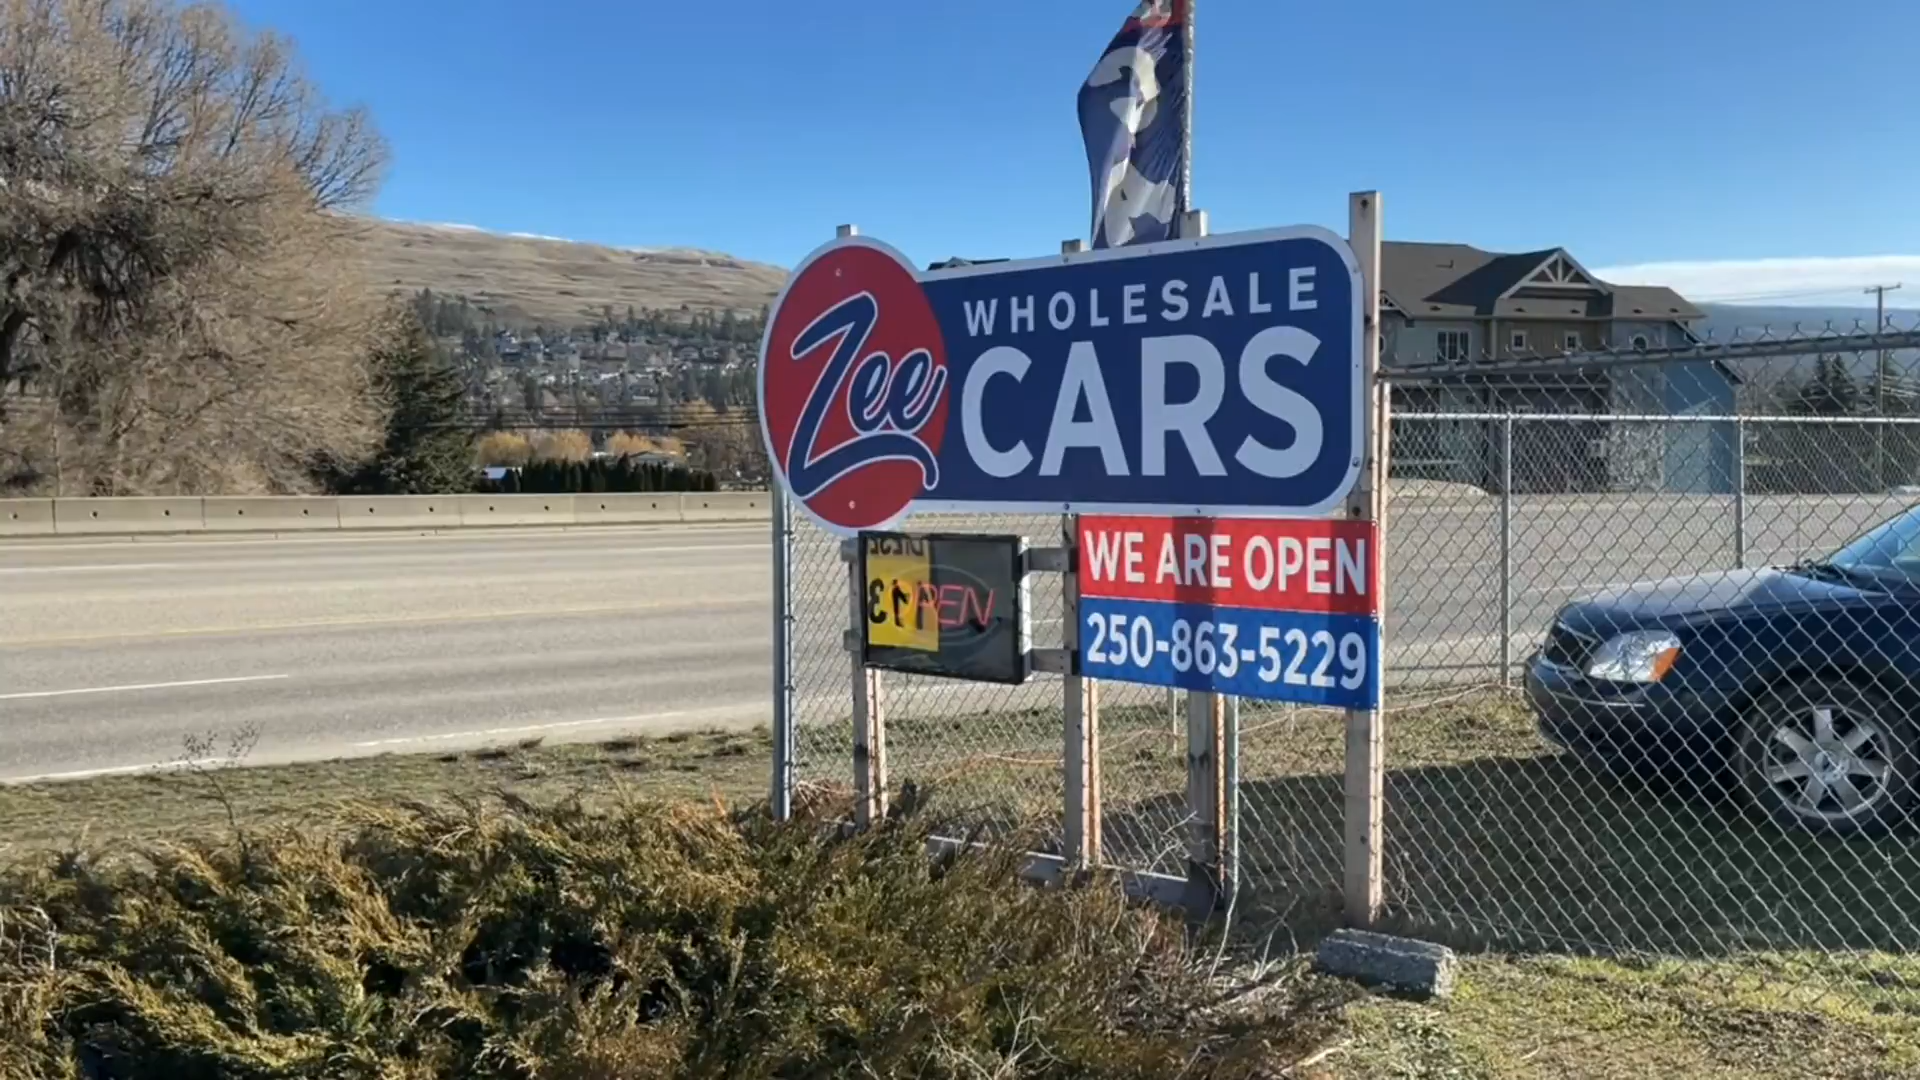 Zee
WHOLESALE
CARS
WE ARE OPEN
250-863-5229
OPEN